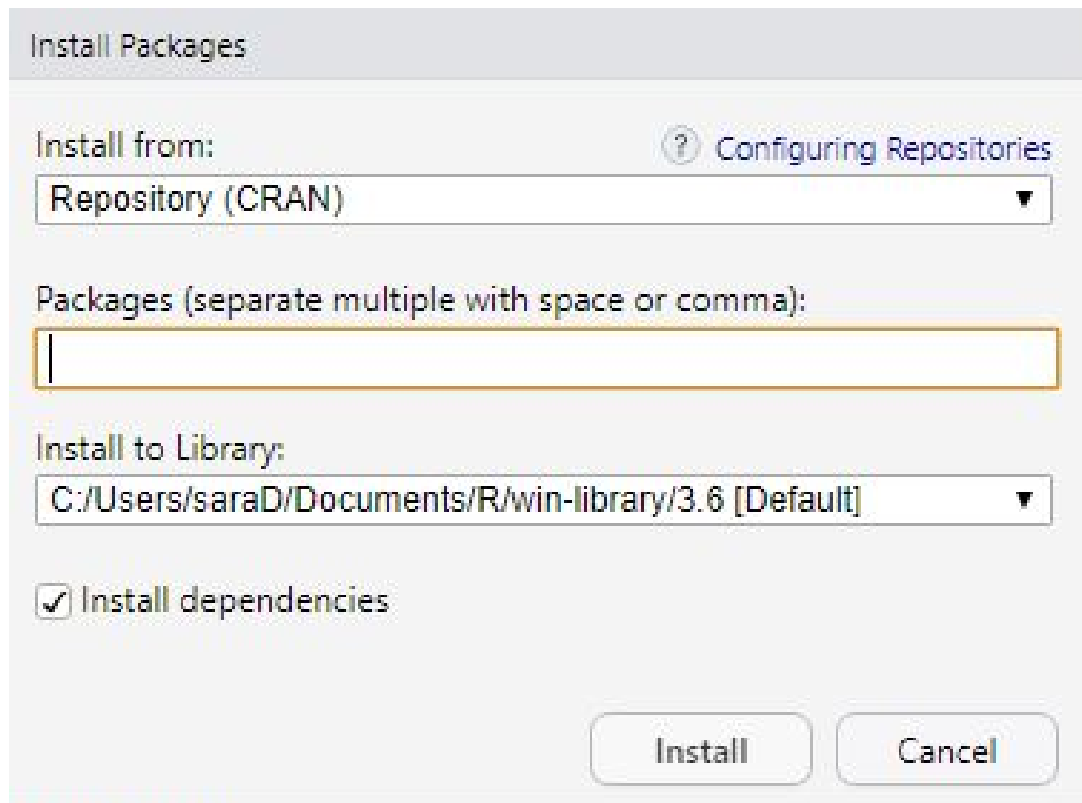 Install Packages
Install from:
? Configuring Repositories
Repository (CRAN)
Packages (separate multiple with space or comma):
Install to Library:
C:/Users/saraD/Documents/R/win-library/3.6 [Default]
Install dependencies
Install
Cancel